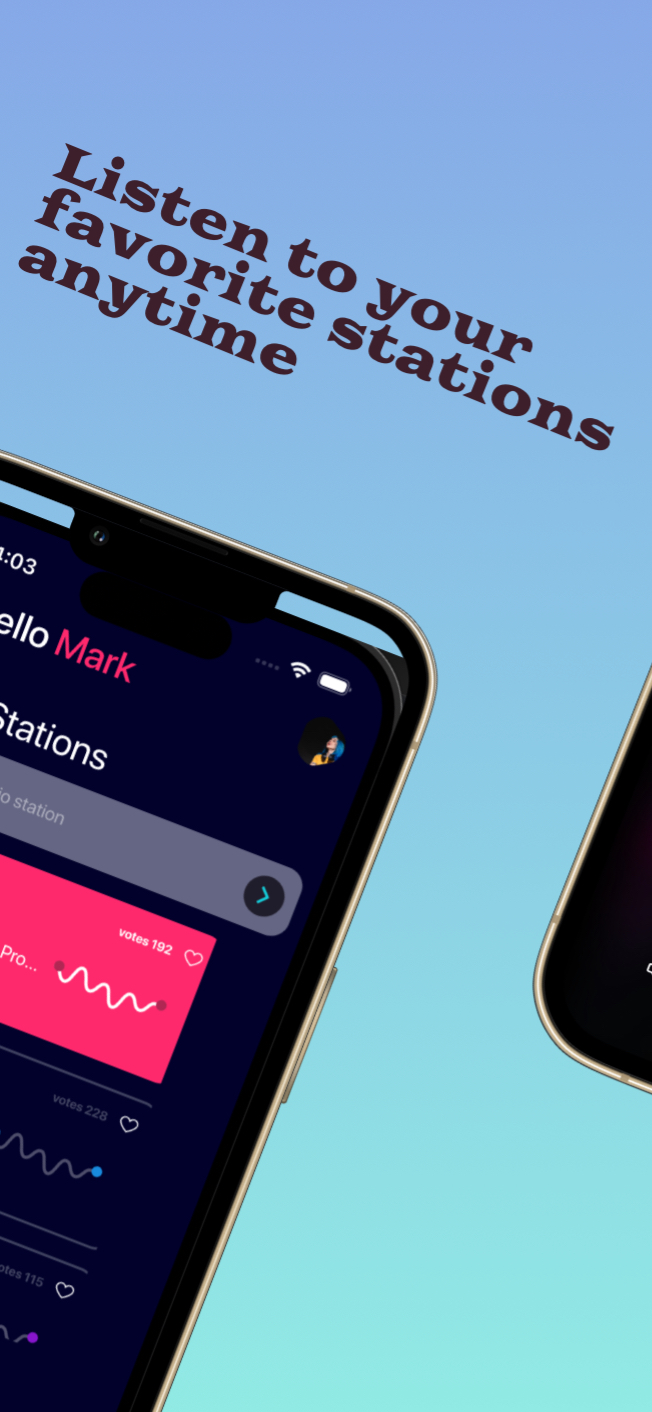 Listen to your
favorite stations
anytime
4:03
ello Mark
Stations
io station
votes 192
Pro...
votes 228
otes 115